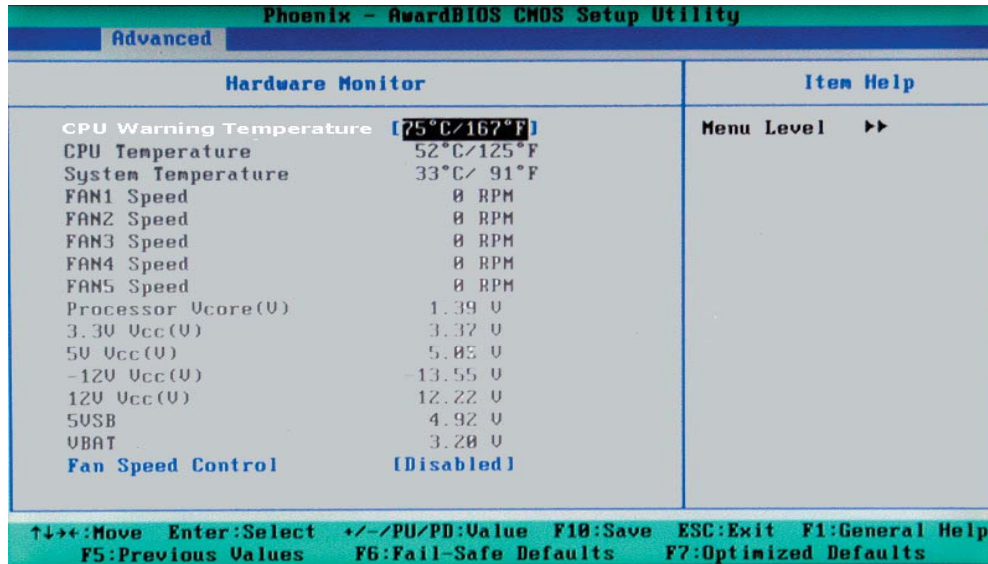 Phoenix - AwardBIOS CMOS Setup Utility
Advanced
Hardware Monitor
Item Help
CPU Warning Temperature [75°C/167°F]
Menu Level ▶▶
CPU Temperature 52°C/125°F
System Temperature 33°C/ 91°F
FAN1 Speed 0 RPM
FAN2 Speed 0 RPM
FAN3 Speed 0 RPM
FAN4 Speed 0 RPM
FAN5 Speed 0 RPM
Processor Vcore(V) 1.39 V
3.3V Vcc(V) 3.37 V
5V Vcc(V) 5.05 V
-12V Vcc(V) -13.55 V
12V Vcc(V) 12.22 V
5VSB 4.92 V
VBAT 3.20 V
Fan Speed Control [Disabled]
↑↓→←:Move Enter:Select +/-/PU/PD:Value F10:Save ESC:Exit F1:General Help
F5:Previous Values F6:Fail-Safe Defaults F7:Optimized Defaults